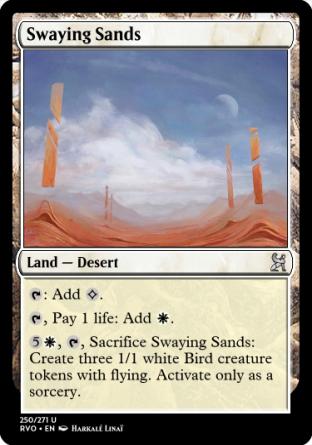 Swaying Sands
Land — Desert
: Add .
, Pay 1 life: Add .
5, , Sacrifice Swaying Sands:
Create three 1/1 white Bird creature
tokens with flying. Activate only as a
sorcery.
250/271 U
RVO • EN HARKALÉ LINAÏ